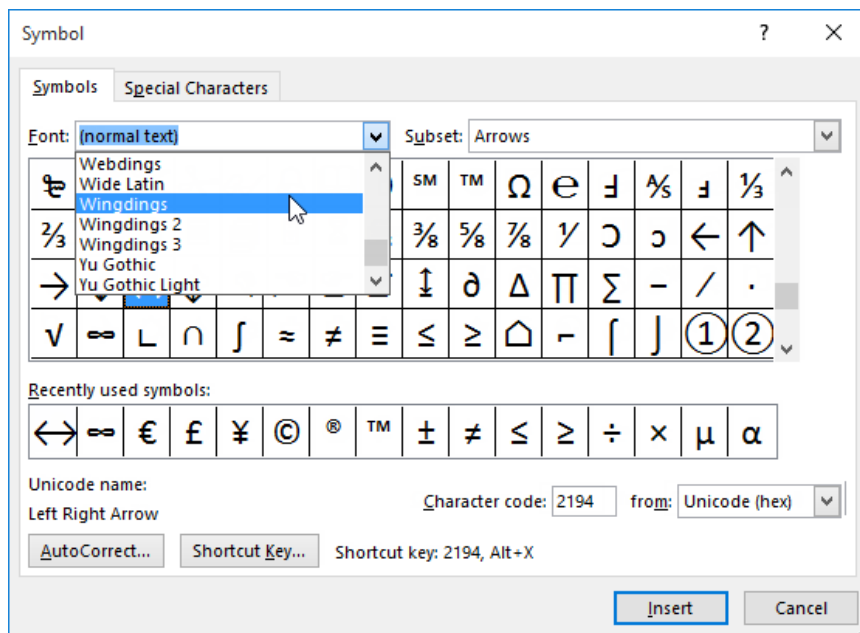 Symbol ? ×
Symbols Special Characters
Font: (normal text) Subset: Arrows
Webdings
Wide Latin
Wingdings
Wingdings 2
Wingdings 3
Yu Gothic
Yu Gothic Light
℠ ™ Ω ℮ Ⅎ ⅍ ⅎ ⅓
⅔ ⅜ ⅝ ⅞ ⅟ Ↄ ↄ ← ↑
→ ↨ ∂ ∆ ∏ ∑ − ∕ ∙
√ ∞ ∟ ∩ ∫ ≈ ≠ ≡ ≤ ≥ ⌂ ⌐ ⌠ ⌡ ① ②
Recently used symbols:
↔ ∞ € £ ¥ © ® ™ ± ≠ ≤ ≥ ÷ × µ α
Unicode name:
Left Right Arrow
Character code: 2194 from: Unicode (hex)
AutoCorrect... Shortcut Key... Shortcut key: 2194, Alt+X
Insert Cancel